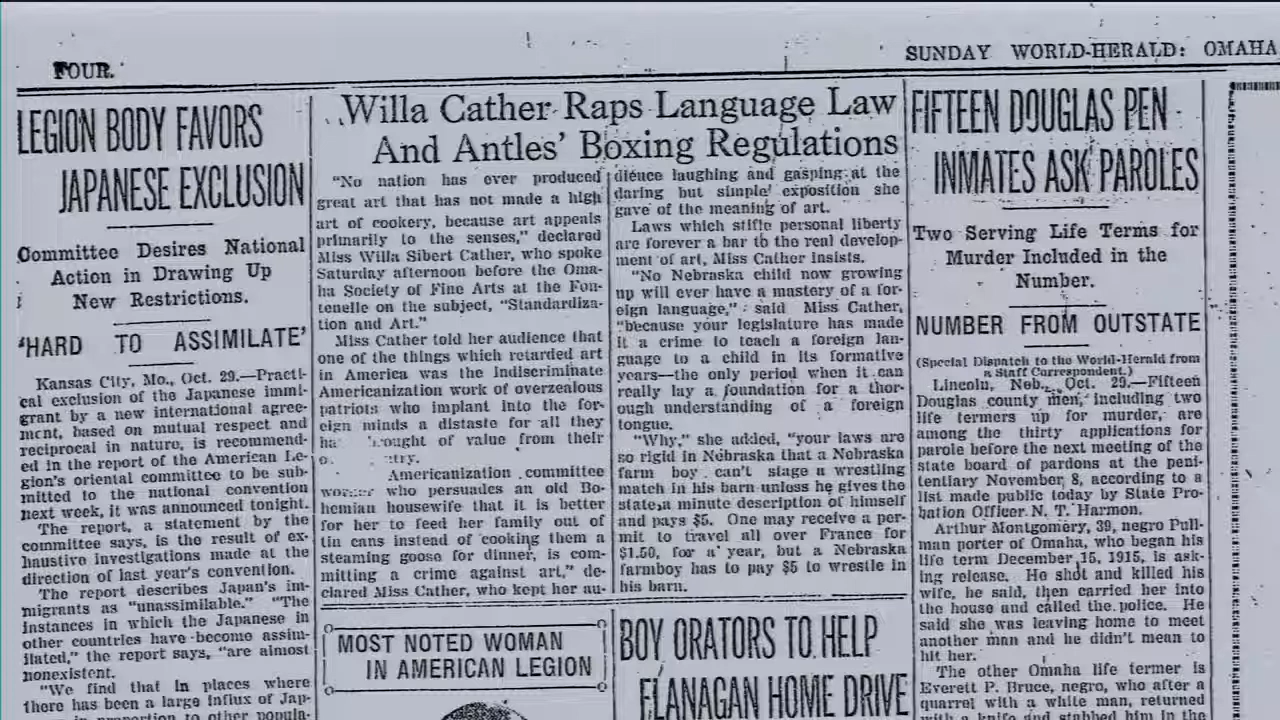 FOUR.
SUNDAY WORLD-HERALD: OMAHA
LEGION BODY FAVORS
JAPANESE EXCLUSION
Committee Desires National
Action in Drawing Up
New Restrictions.
'HARD TO ASSIMILATE'
Kansas City, Mo., Oct. 29.—Practi-
cal exclusion of the Japanese immi-
grant by a new international agree-
ment, based on mutual respect and
reciprocal in nature, is recommend-
ed in the report of the American Le-
gion's oriental committee to be sub-
mitted to the national convention
next week, it was announced tonight.
The report, a statement by the
committee says, is the result of ex-
haustive investigations made at the
direction of last year's convention.
The report describes Japan's im-
migrants as "unassimilable." "The
instances in which the Japanese in
other countries have become assim-
ilated," the report says, "are almost
nonexistent.
"We find that in places where
there has been a large influx of Jap-
in proportion to other popula-
Willa Cather Raps Language Law
And Antles' Boxing Regulations
"No nation has ever produced
great art that has not made a high
art of cookery, because art appeals
primarily to the senses," declared
Miss Willa Sibert Cather, who spoke
Saturday afternoon before the Oma-
ha Society of Fine Arts at the Fon-
tenelle on the subject, "Standardiza-
tion and Art."
Miss Cather told her audience that
one of the things which retarded art
in America was the indiscriminate
Americanization work of overzealous
patriots who implant into the for-
eign minds a distaste for all they
of value from their
Americanization committee
worker who persuades an old Bo-
hemian housewife that it is better
for her to feed her family out of
tin cans instead of cooking them a
steaming goose for dinner, is com-
mitting a crime against art," de-
clared Miss Cather, who kept her au-
dience laughing and gasping at the
daring but simple exposition she
gave of the meaning of art.
Laws which stifle personal liberty
are forever a bar to the real develop-
ment of art, Miss Cather insists.
"No Nebraska child now growing
up will ever have a mastery of a for-
eign language," said Miss Cather,
"because your legislature has made
it a crime to teach a foreign lan-
guage to a child in its formative
years—the only period when it can
really lay a foundation for a thor-
ough understanding of a foreign
tongue.
"Why," she added, "your laws are
so rigid in Nebraska that a Nebraska
farm boy can't stage a wrestling
match in his barn unless he gives the
state a minute description of himself
and pays $5. One may receive a per-
mit to travel all over France for
$1.50, for a year, but a Nebraska
farmboy has to pay $5 to wrestle in
his barn.
MOST NOTED WOMAN
IN AMERICAN LEGION
BOY ORATORS TO HELP
FLANAGAN HOME DRIVE
FIFTEEN DOUGLAS PEN
INMATES ASK PAROLES
Two Serving Life Terms for
Murder Included in the
Number.
NUMBER FROM OUTSTATE
(Special Dispatch to the World-Herald from
a Staff Correspondent.)
Lincoln, Neb., Oct. 29.—Fifteen
Douglas county men, including two
life termers up for murder, are
among the thirty applications for
parole before the next meeting of the
state board of pardons at the peni-
tentiary November 8, according to a
list made public today by State Pro-
bation Officer N. T. Harmon.
Arthur Montgomery, 39, negro Pull-
man porter of Omaha, who began his
life term December 15, 1915, is ask-
ing release. He shot and killed his
wife, he said, then carried her into
the house and called the police. He
said she was leaving home to meet
another man and he didn't mean to
hit her.
The other Omaha life termer is
Everett P. Bruce, negro, who after a
quarrel with a white man, returned
with a knife and stabbed him in the